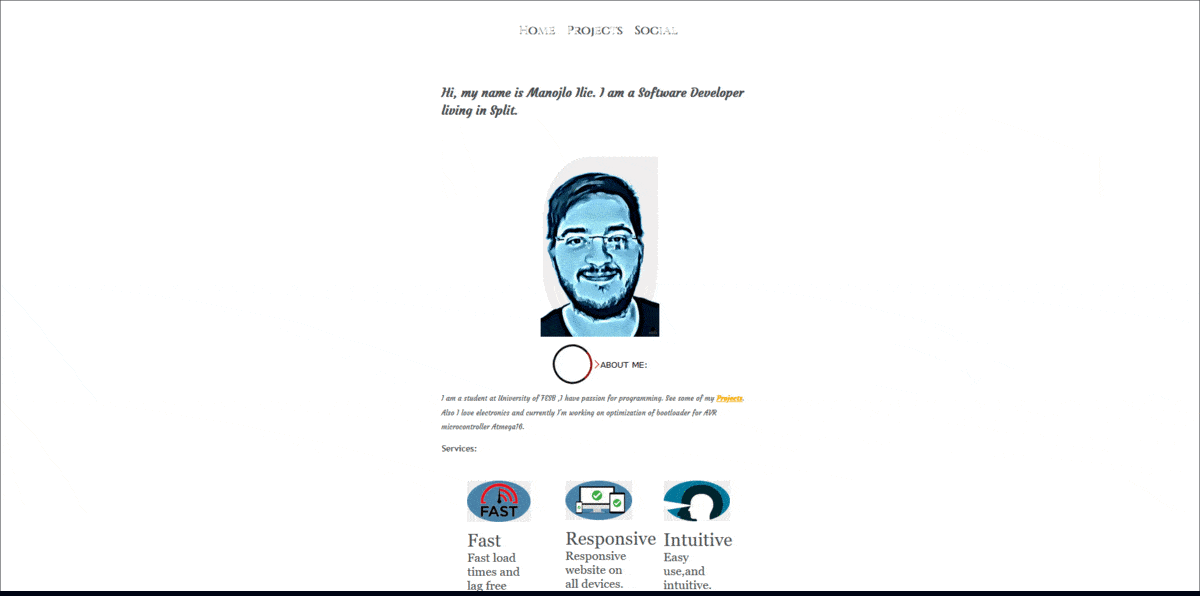 Home Projects Social
Hi, my name is Manojlo Ilic. I am a Software Developer
living in Split.
ABOUT ME:
I am a student at University of FESB ,I have passion for programming. See some of my Projects.
Also I love electronics and currently I'm working on optimization of bootloader for AVR
microcontroller Atmega16.
Services:
FAST
Fast Responsive Intuitive
Fast load Responsive Easy
times and website on use,and
lag free all devices. intuitive.